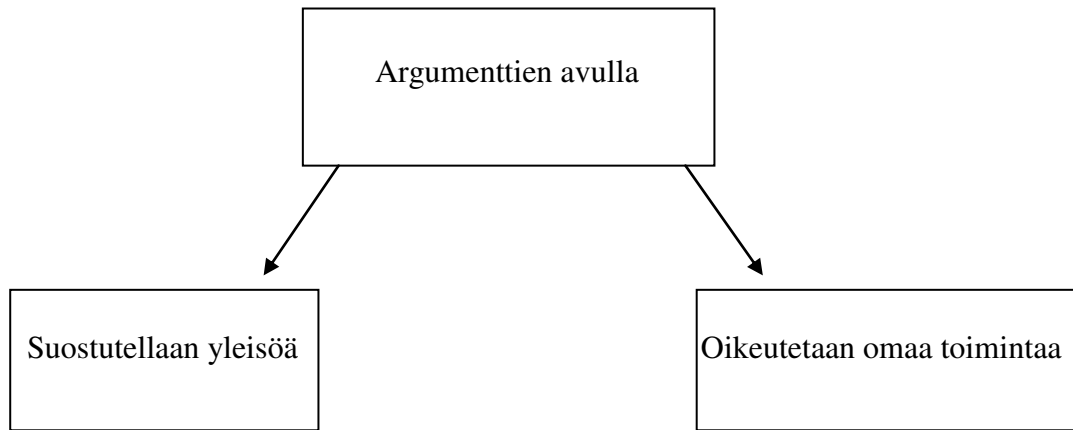 Argumenttien avulla
Suostutellaan yleisöä
Oikeutetaan omaa toimintaa